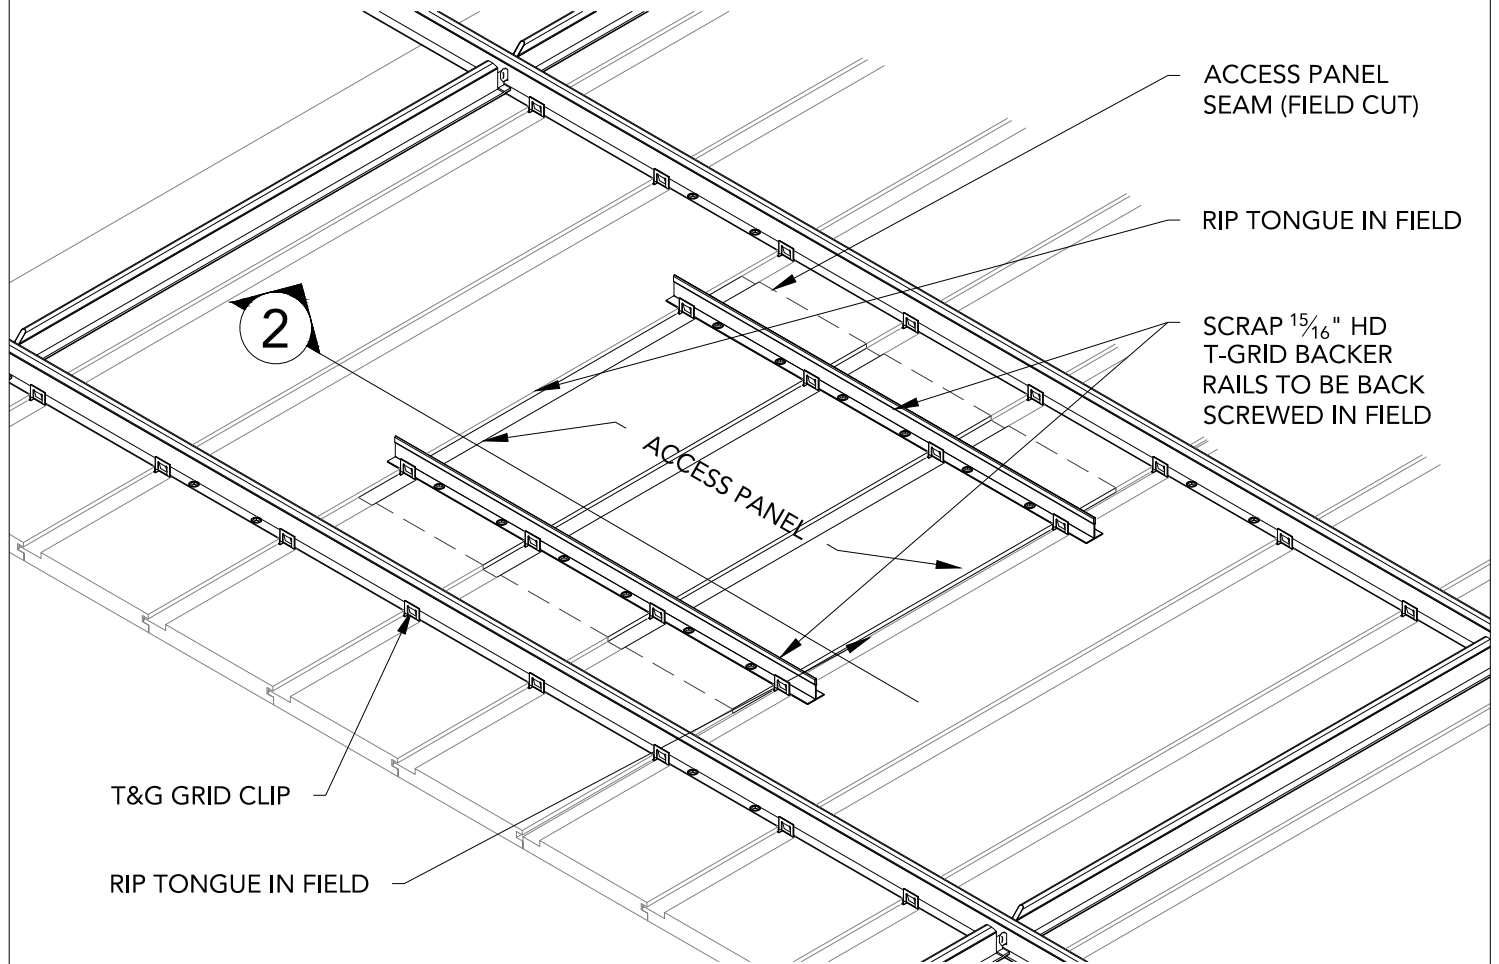 ACCESS PANEL
SEAM (FIELD CUT)
RIP TONGUE IN FIELD
2
SCRAP 15/16" HD
T-GRID BACKER
RAILS TO BE BACK
SCREWED IN FIELD
ACCESS PANEL
T&G GRID CLIP
RIP TONGUE IN FIELD